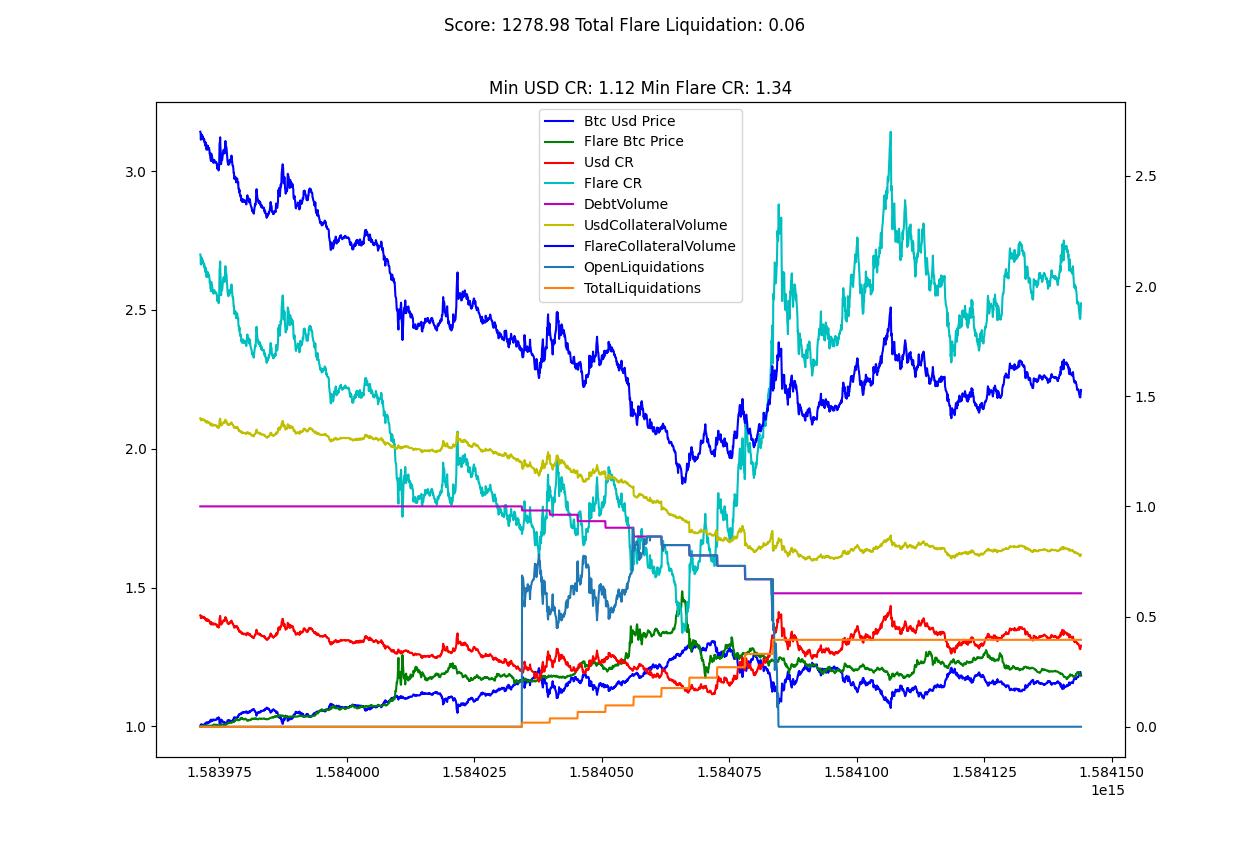 Score: 1278.98 Total Flare Liquidation: 0.06
Min USD CR: 1.12 Min Flare CR: 1.34
Btc Usd Price
Flare Btc Price
Usd CR
Flare CR
DebtVolume
UsdCollateralVolume
FlareCollateralVolume
OpenLiquidations
TotalLiquidations
3.0
2.5
2.0
1.5
1.0
2.5
2.0
1.5
1.0
0.5
0.0
1.583975 1.584000 1.584025 1.584050 1.584075 1.584100 1.584125 1.584150
1e15